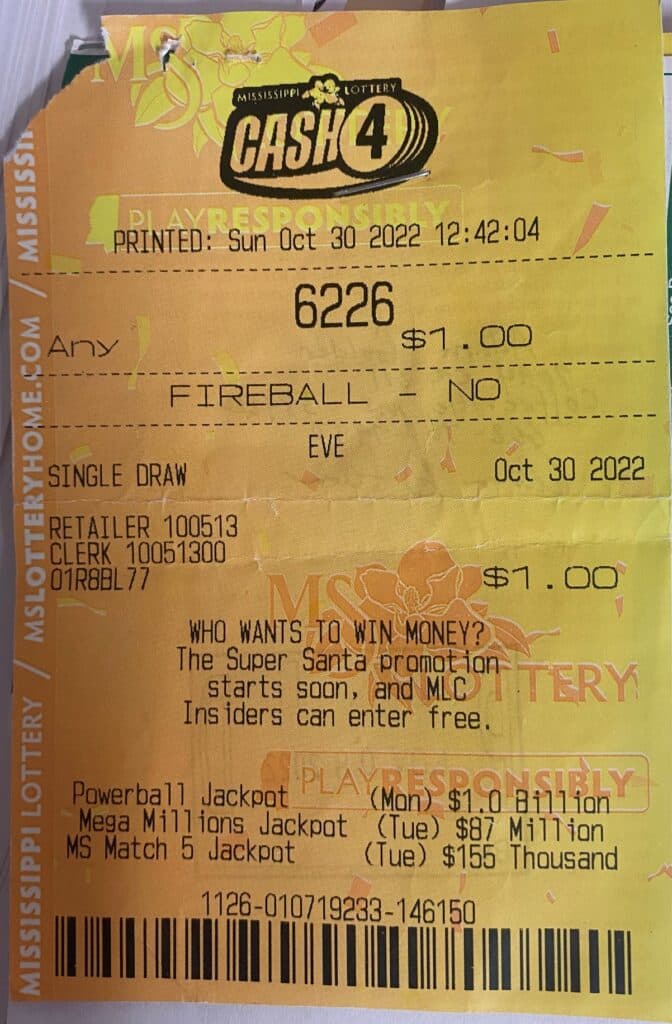 MS
MISSISSIPPI LOTTERY
CASH 4
PLAY RESPONSIBLY
PRINTED: Sun Oct 30 2022 12:42:04
6226
Any $1.00
FIREBALL - NO
EVE
SINGLE DRAW Oct 30 2022
RETAILER 100513
CLERK 10051300
01R8BL77 $1.00
MS
LOTTERY
WHO WANTS TO WIN MONEY?
The Super Santa promotion
starts soon, and MLC
Insiders can enter free.
PLAY RESPONSIBLY
Powerball Jackpot (Mon) $1.0 Billion
Mega Millions Jackpot (Tue) $87 Million
MS Match 5 Jackpot (Tue) $155 Thousand
1126-010719233-146150
MISSISSIPPI LOTTERY / MSLOTTERYHOME.COM / MISSISSIP